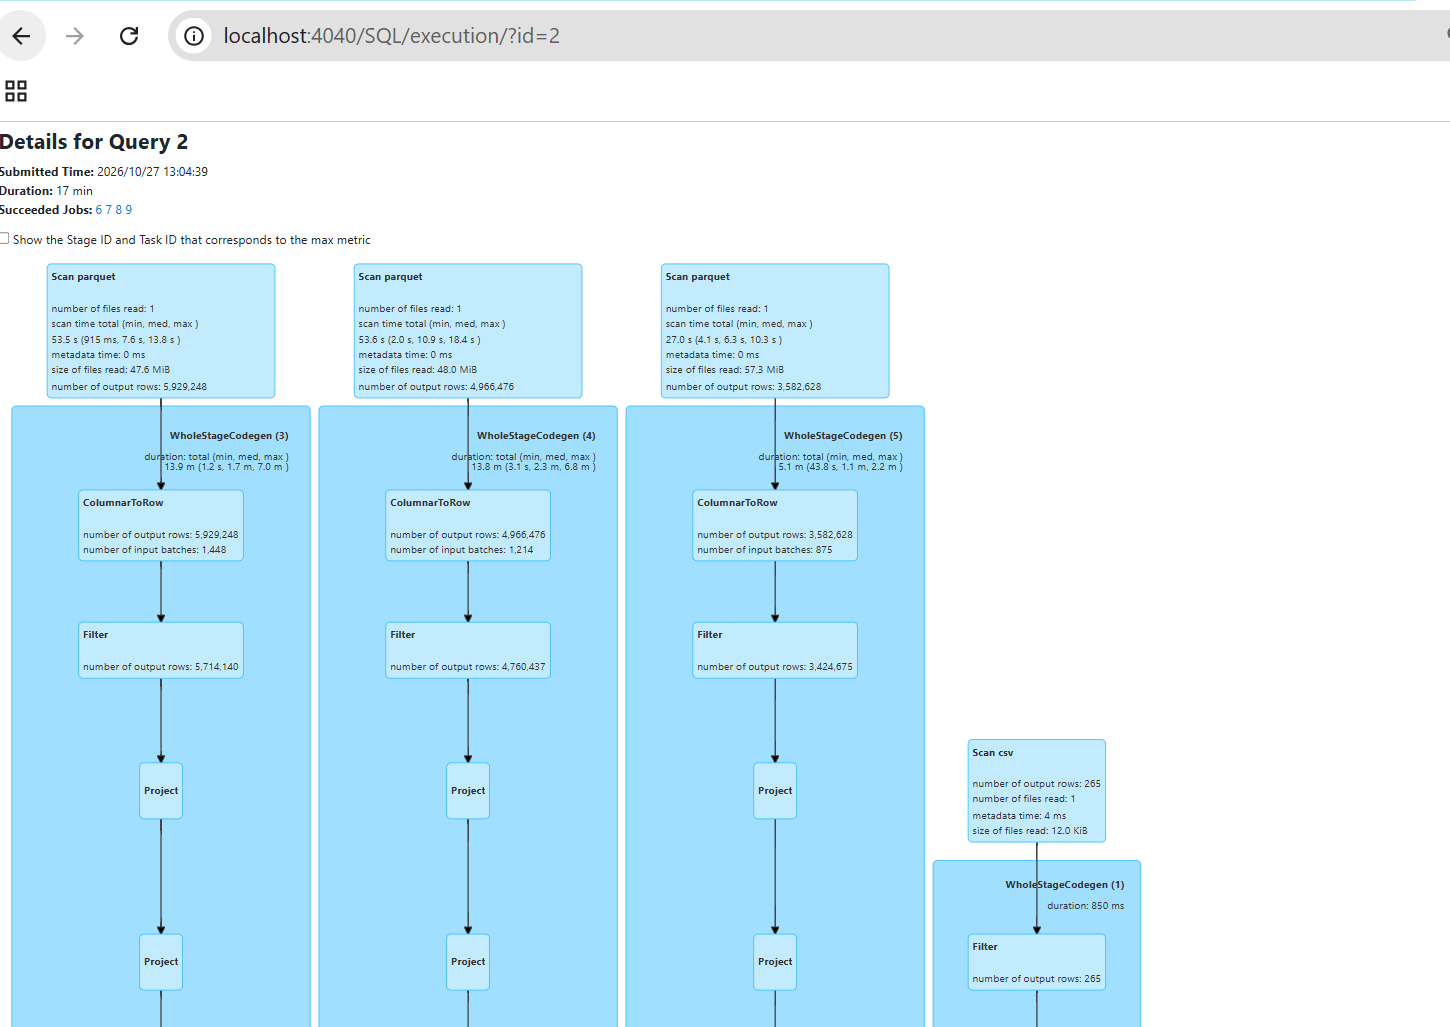 localhost:4040/SQL/execution/?id=2
Details for Query 2
Submitted Time: 2026/10/27 13:04:39
Duration: 17 min
Succeeded Jobs: 6 7 8 9
Show the Stage ID and Task ID that corresponds to the max metric
Scan parquet
number of files read: 1
scan time total (min, med, max )
53.5 s (915 ms, 7.6 s, 13.8 s )
metadata time: 0 ms
size of files read: 47.6 MiB
number of output rows: 5,929,248
WholeStageCodegen (3)
duration: total (min, med, max )
13.9 m (1.2 s, 1.7 m, 7.0 m )
ColumnarToRow
number of output rows: 5,929,248
number of input batches: 1,448
Filter
number of output rows: 5,714,140
Project
Project
Scan parquet
number of files read: 1
scan time total (min, med, max )
53.6 s (2.0 s, 10.9 s, 18.4 s )
metadata time: 0 ms
size of files read: 48.0 MiB
number of output rows: 4,966,476
WholeStageCodegen (4)
duration: total (min, med, max )
13.8 m (3.1 s, 2.3 m, 6.8 m )
ColumnarToRow
number of output rows: 4,966,476
number of input batches: 1,214
Filter
number of output rows: 4,760,437
Project
Project
Scan parquet
number of files read: 1
scan time total (min, med, max )
27.0 s (4.1 s, 6.3 s, 10.3 s )
metadata time: 0 ms
size of files read: 57.3 MiB
number of output rows: 3,582,628
WholeStageCodegen (5)
duration: total (min, med, max )
5.1 m (43.8 s, 1.1 m, 2.2 m )
ColumnarToRow
number of output rows: 3,582,628
number of input batches: 875
Filter
number of output rows: 3,424,675
Project
Project
Scan csv
number of output rows: 265
number of files read: 1
metadata time: 4 ms
size of files read: 12.0 KiB
WholeStageCodegen (1)
duration: 850 ms
Filter
number of output rows: 265